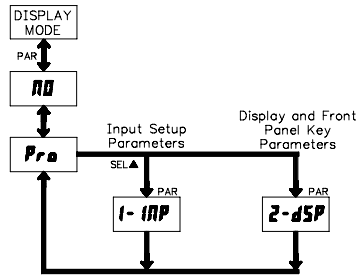 DISPLAY
MODE
PAR
NO
Pro
Input Setup
Parameters
SEL▲
PAR
1-INP
Display and Front
Panel Key
Parameters
PAR
2-dSP